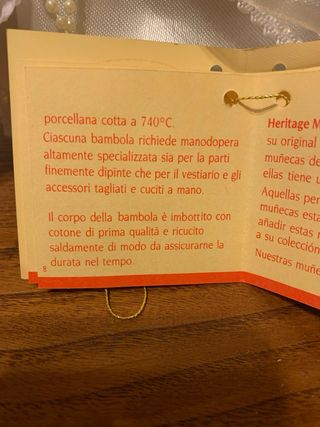 porcellana cotta a 740°C.
Ciascuna bambola richiede manodopera
altamente specializzata sia per la parti
finemente dipinte che per il vestiario e gli
accessori tagliati e cuciti a mano.
Il corpo della bambola è imbottito con
cotone di prima qualità e ricucito
saldamente di modo da assicurarne la
durata nel tempo.
8
Heritage
su original
muñecas de
ellas tiene u
Aquellas per
muñecas esta
añadir estas
a su colección
Nuestras muñe